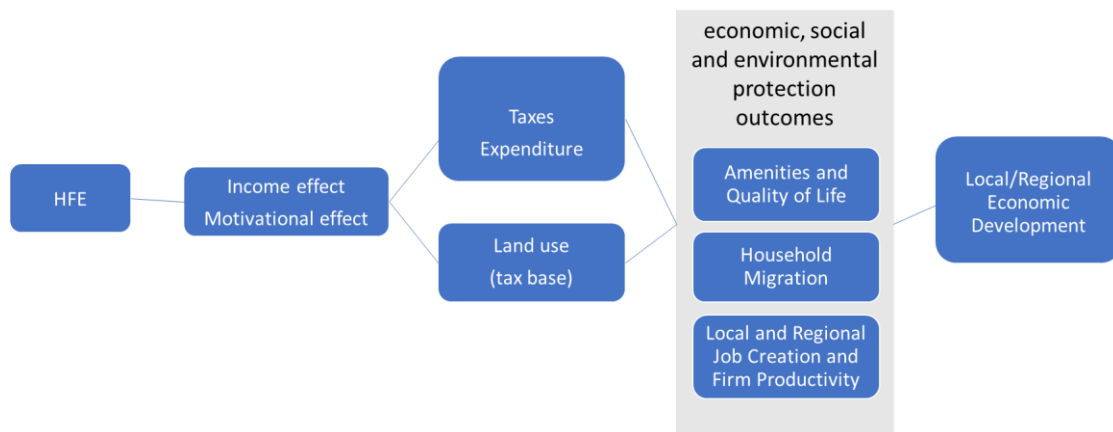 HFE
Income effect
Motivational effect
Taxes
Expenditure
Land use
(tax base)
economic, social
and environmental
protection
outcomes
Amenities and
Quality of Life
Household
Migration
Local and Regional
Job Creation and
Firm Productivity
Local/Regional
Economic
Development